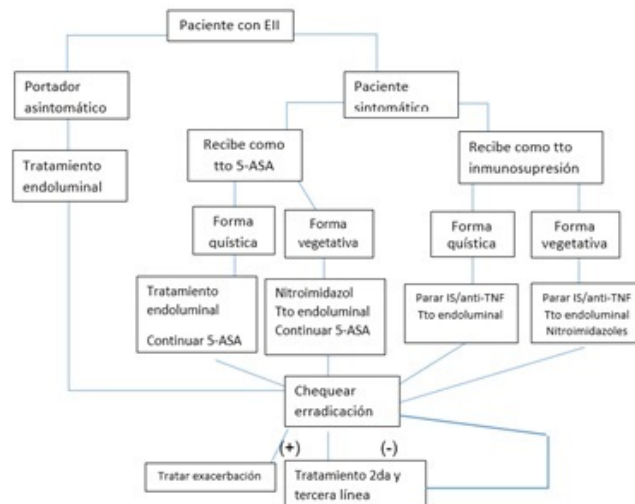 Paciente con EII
Portador
asintomático
Paciente
sintomático
Tratamiento
endoluminal
Recibe como
tto 5-ASA
Recibe como tto
inmunosupresión
Forma
quística
Forma
vegetativa
Forma
quística
Forma
vegetativa
Tratamiento
endoluminal
Continuar 5-ASA
Nitroimidazol
Tto endoluminal
Continuar 5-ASA
Parar IS/anti-TNF
Tto endoluminal
Parar IS/anti-TNF
Tto endoluminal
Nitroimidazoles
Chequear
erradicación
(+)
(-)
Tratar exacerbación
Tratamiento 2da y
tercera línea